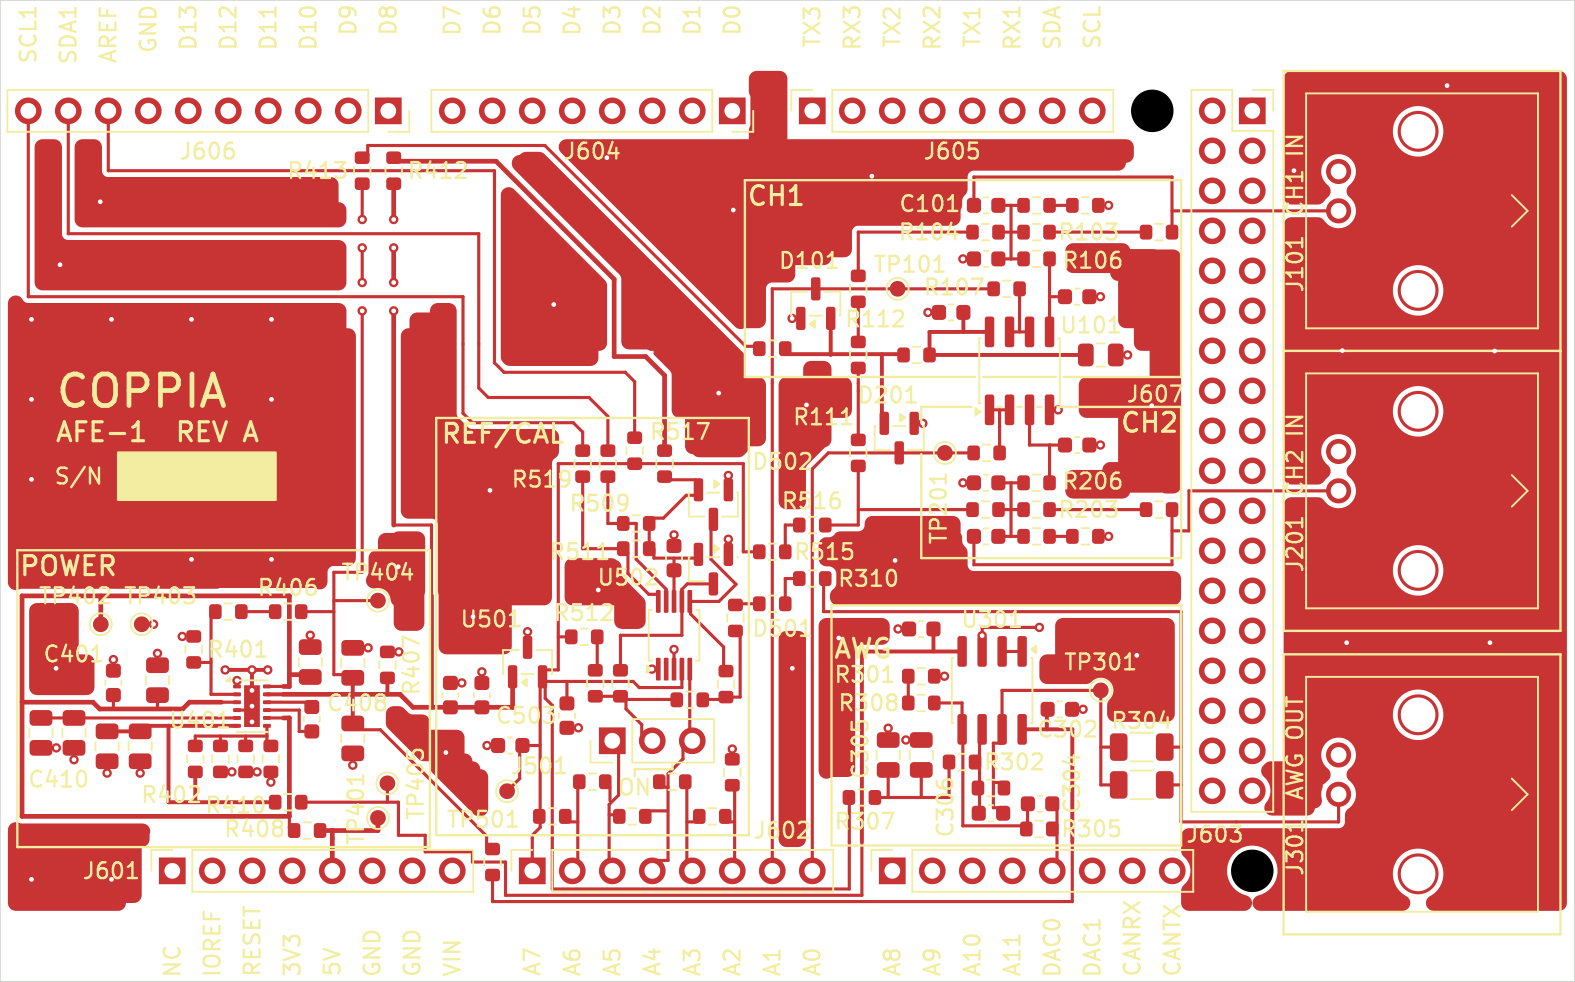 SCL1 SDA1 AREF GND D13 D12 D11 D10 D9 D8 D7 D6 D5 D4 D3 D2 D1 D0 TX3 RX3 TX2 RX2 TX1 RX1 SDA SCL
J606 J604 J605
R413 R412
CH1
C101
R104 R103
D101 TP101 R106
R107
R112 U101
CH1 IN
J101
COPPIA
AFE-1 REV A
S/N
D201 J607
R111 CH2
REF/CAL R517
D502
R519
R509 R516
R206
R203
TP201
CH2 IN
J201
POWER
R511 R515
TP404
U502 R310
TP402 TP403 R406
R512
U501 D501 U301
C401 R401 R407
AWG
R301 TP301
C408 R308
C503 U401
C302 R304
C305
R302
C410 J501
R402 R410 ON
TP401 TP405
C306 C304
R408 TP501 J602 R307 R305
J603
AWG OUT
J301
J601
NC IOREF RESET 3V3 5V GND GND VIN A7 A6 A5 A4 A3 A2 A1 A0 A8 A9 A10 A11 DAC0 DAC1 CANRX CANTX